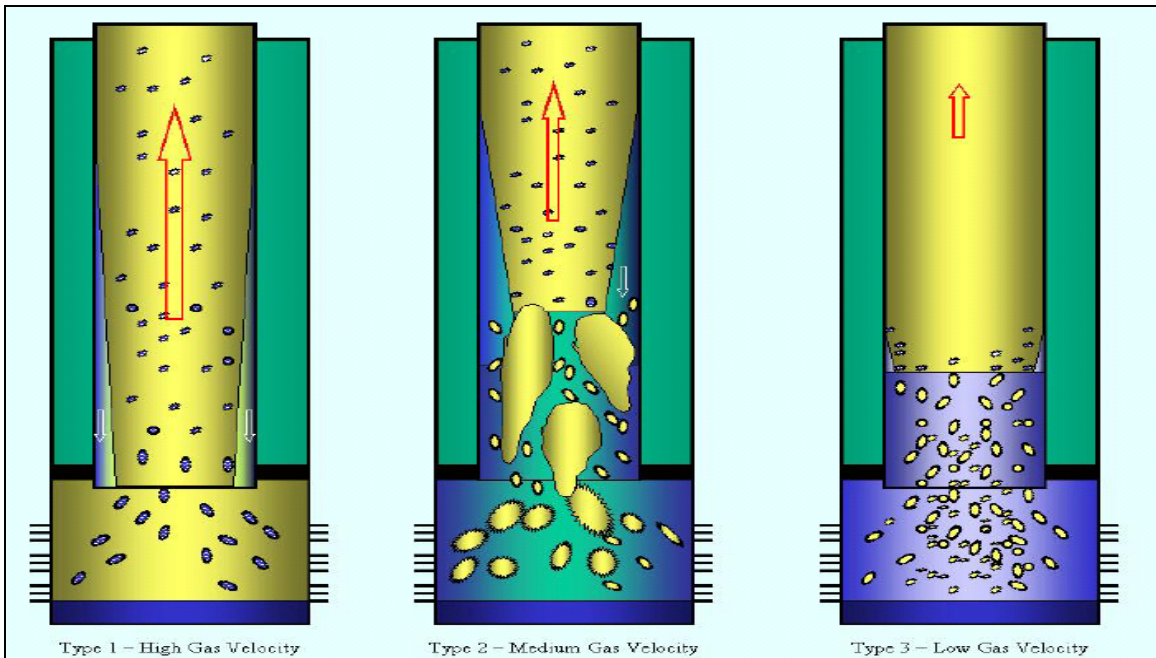 Type 1 – High Gas Velocity
Type 2 – Medium Gas Velocity
Type 3 – Low Gas Velocity